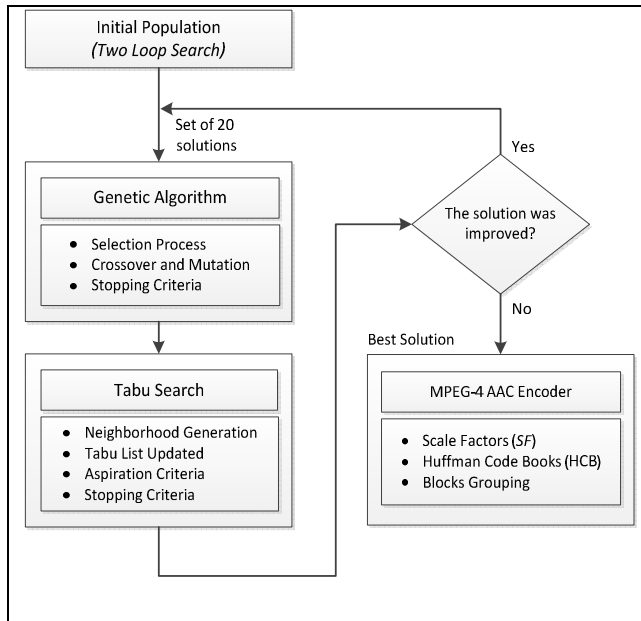 Initial Population
(Two Loop Search)
Set of 20
solutions
Genetic Algorithm
● Selection Process
● Crossover and Mutation
● Stopping Criteria
Tabu Search
● Neighborhood Generation
● Tabu List Updated
● Aspiration Criteria
● Stopping Criteria
Yes
The solution was
improved?
No
Best Solution
MPEG-4 AAC Encoder
● Scale Factors (SF)
● Huffman Code Books (HCB)
● Blocks Grouping